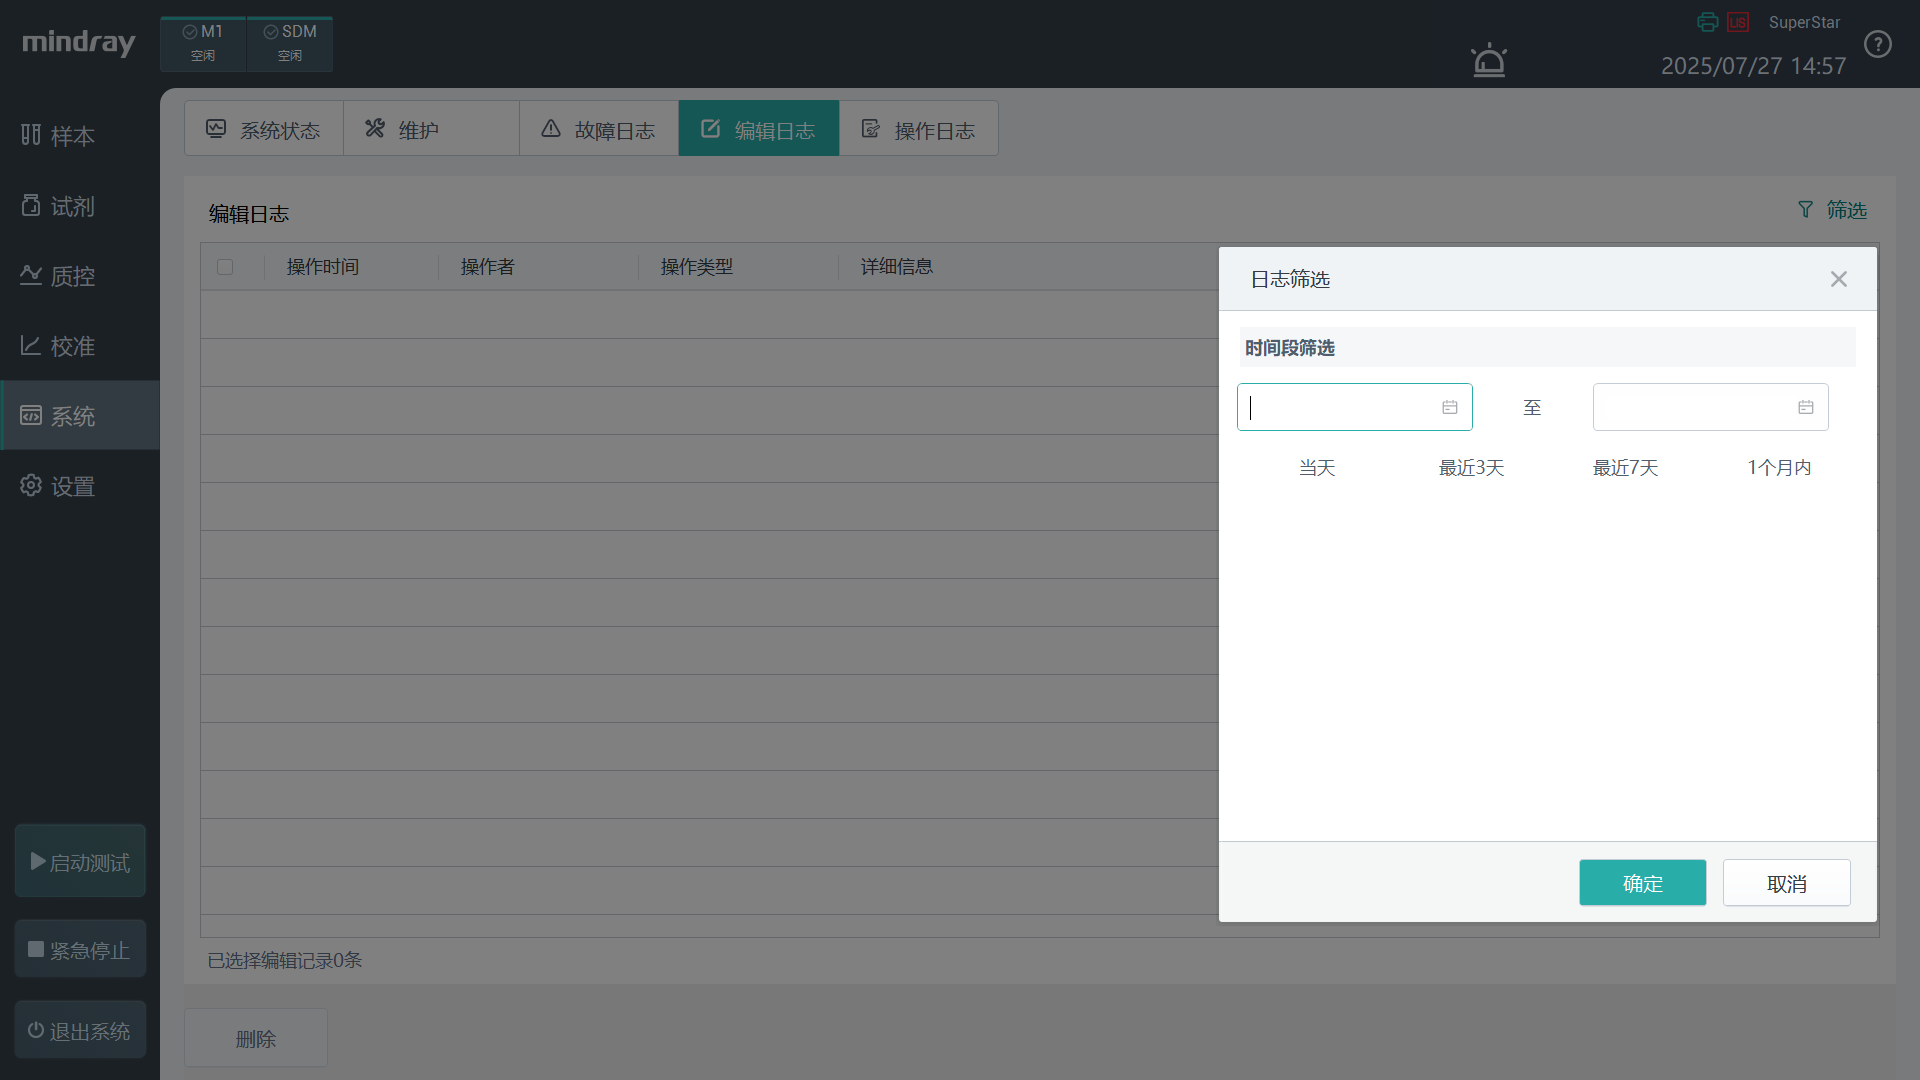 mindray
M1
空闲
SDM
空闲
LIS
SuperStar
2025/07/27 14:57
样本
试剂
质控
校准
系统
设置
启动测试
紧急停止
退出系统
系统状态
维护
故障日志
编辑日志
操作日志
编辑日志
筛选
操作时间
操作者
操作类型
详细信息
日志筛选
时间段筛选
至
当天
最近3天
最近7天
1个月内
确定
取消
已选择编辑记录0条
删除